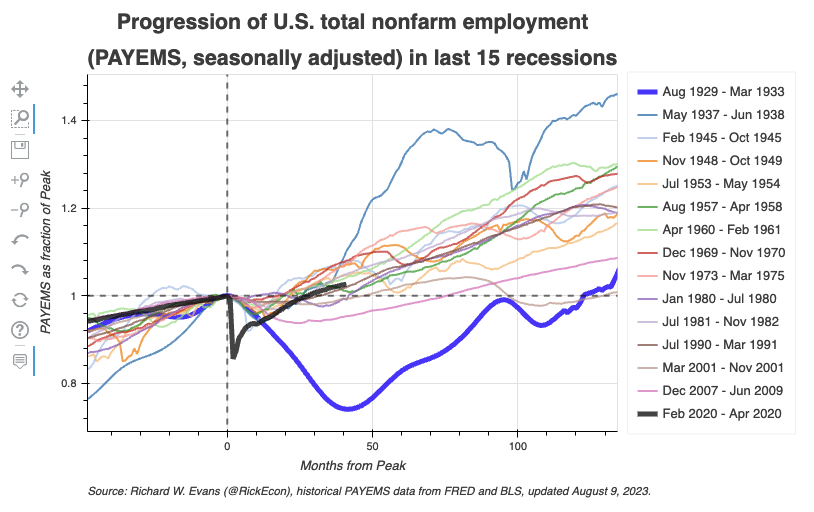 Progression of U.S. total nonfarm employment
(PAYEMS, seasonally adjusted) in last 15 recessions
PAYEMS as fraction of Peak
1.4
1.2
1
0.8
0
50
100
Months from Peak
Aug 1929 - Mar 1933
May 1937 - Jun 1938
Feb 1945 - Oct 1945
Nov 1948 - Oct 1949
Jul 1953 - May 1954
Aug 1957 - Apr 1958
Apr 1960 - Feb 1961
Dec 1969 - Nov 1970
Nov 1973 - Mar 1975
Jan 1980 - Jul 1980
Jul 1981 - Nov 1982
Jul 1990 - Mar 1991
Mar 2001 - Nov 2001
Dec 2007 - Jun 2009
Feb 2020 - Apr 2020
Source: Richard W. Evans (@RickEcon), historical PAYEMS data from FRED and BLS, updated August 9, 2023.